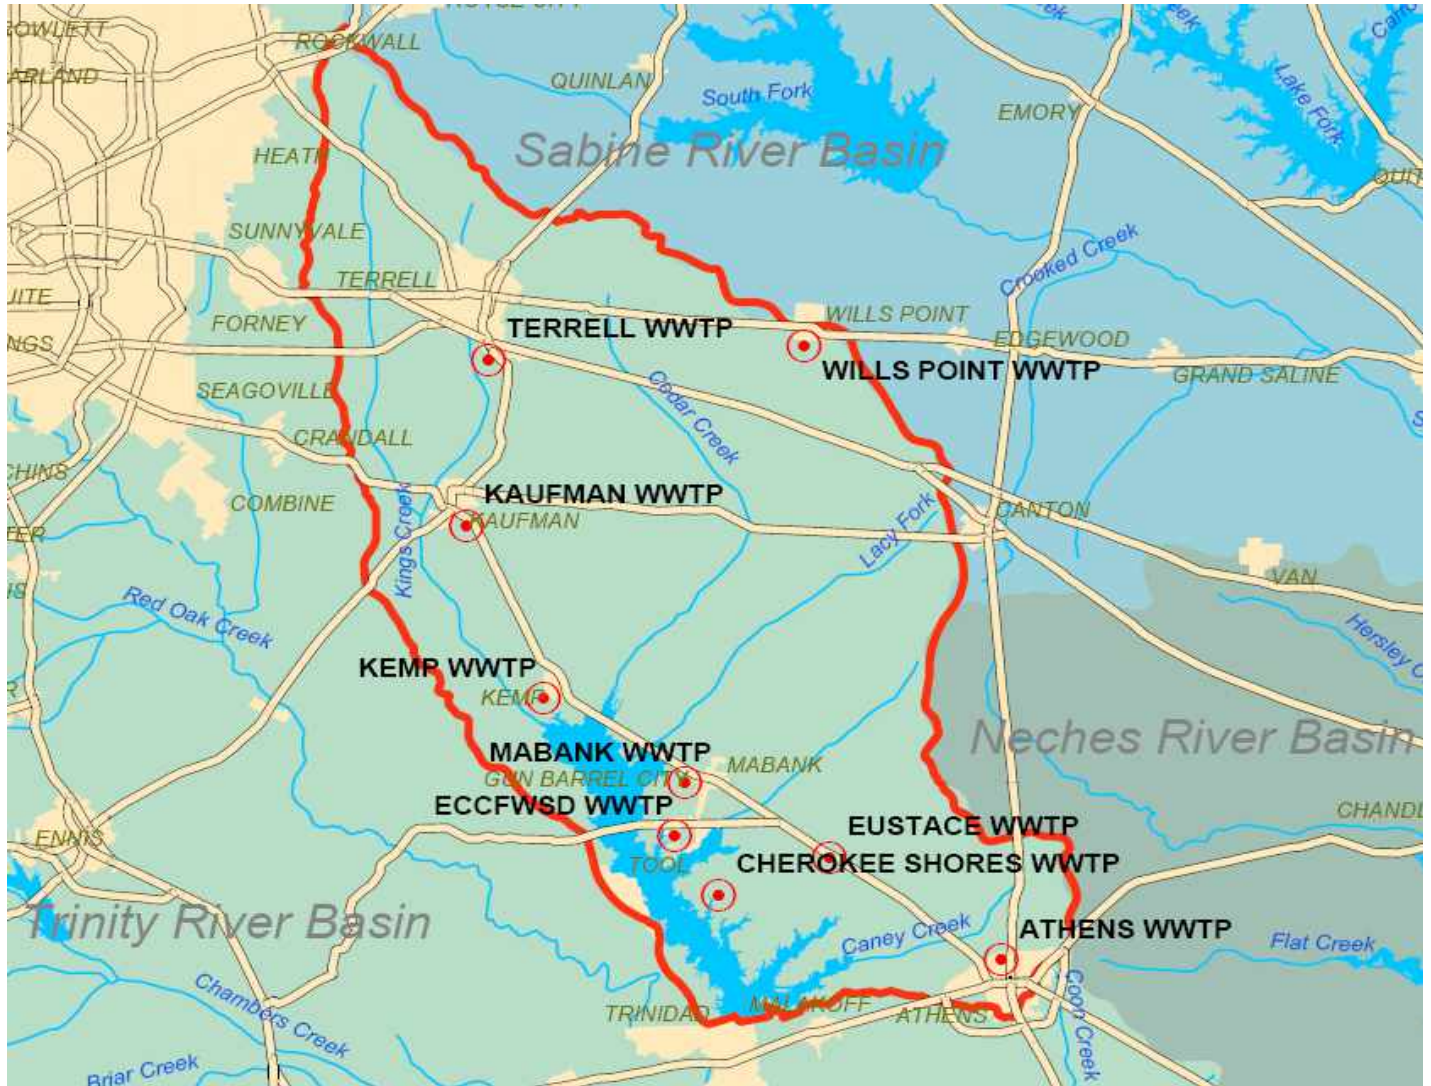 ROCKWALL
QUINLAN
South Fork
EMORY
Lake Fork
Sabine River Basin
HEATH
SUNNYVALE
Crooked Creek
TERRELL
WILLS POINT
FORNEY
TERRELL WWTP
EDGEWOOD
WILLS POINT WWTP
GRAND SALINE
SEAGOVILLE
Cedar Creek
CRANDALL
COMBINE
KAUFMAN WWTP
KAUFMAN
CANTON
Kings Creek
Lacy Fork
VAN
Red Oak Creek
KEMP WWTP
KEMP
Neches River Basin
MABANK WWTP
MABANK
GUN BARREL CITY
ECCFWSD WWTP
EUSTACE WWTP
ENNIS
TOOL
CHEROKEE SHORES WWTP
Trinity River Basin
Caney Creek
ATHENS WWTP
Flat Creek
Chambers Creek
TRINIDAD
MALAKOFF
ATHENS
Coon Creek
Briar Creek